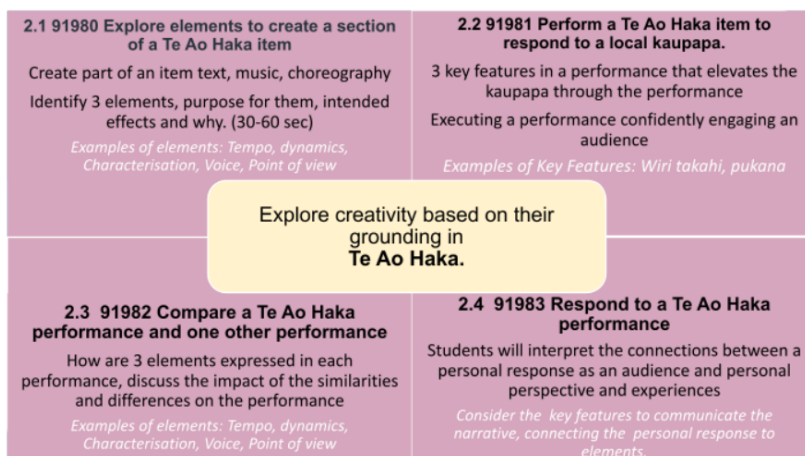 2.1 91980 Explore elements to create a section
of a Te Ao Haka item
Create part of an item text, music, choreography
Identify 3 elements, purpose for them, intended
effects and why. (30-60 sec)
Examples of elements: Tempo, dynamics,
Characterisation, Voice, Point of view
2.2 91981 Perform a Te Ao Haka item to
respond to a local kaupapa.
3 key features in a performance that elevates the
kaupapa through the performance
Executing a performance confidently engaging an
audience
Examples of Key Features: Wiri takahi, pukana
Explore creativity based on their
grounding in
Te Ao Haka.
2.3 91982 Compare a Te Ao Haka
performance and one other performance
How are 3 elements expressed in each
performance, discuss the impact of the similarities
and differences on the performance
Examples of elements: Tempo, dynamics,
Characterisation, Voice, Point of view
2.4 91983 Respond to a Te Ao Haka
performance
Students will interpret the connections between a
personal response as an audience and personal
perspective and experiences
Consider the key features to communicate the
narrative, connecting the personal response to
elements.